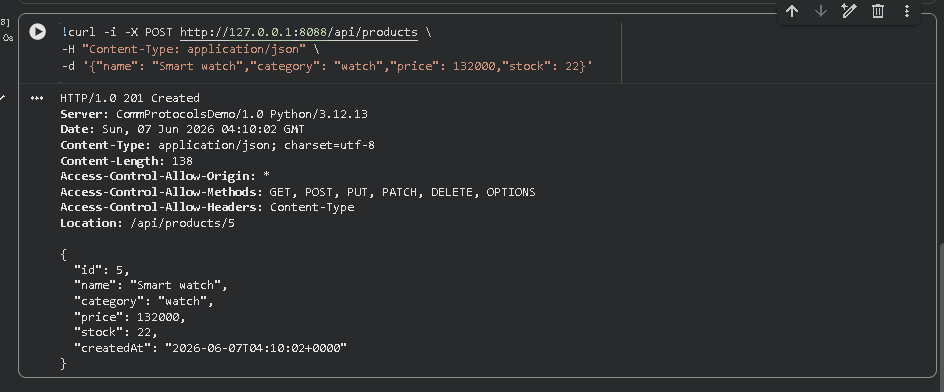 8]
0s
!curl -i -X POST http://127.0.0.1:8088/api/products \
-H "Content-Type: application/json" \
-d '{"name": "Smart watch","category": "watch","price": 132000,"stock": 22}'
HTTP/1.0 201 Created
Server: CommProtocolsDemo/1.0 Python/3.12.13
Date: Sun, 07 Jun 2026 04:10:02 GMT
Content-Type: application/json; charset=utf-8
Content-Length: 138
Access-Control-Allow-Origin: *
Access-Control-Allow-Methods: GET, POST, PUT, PATCH, DELETE, OPTIONS
Access-Control-Allow-Headers: Content-Type
Location: /api/products/5
{
"id": 5,
"name": "Smart watch",
"category": "watch",
"price": 132000,
"stock": 22,
"createdAt": "2026-06-07T04:10:02+0000"
}